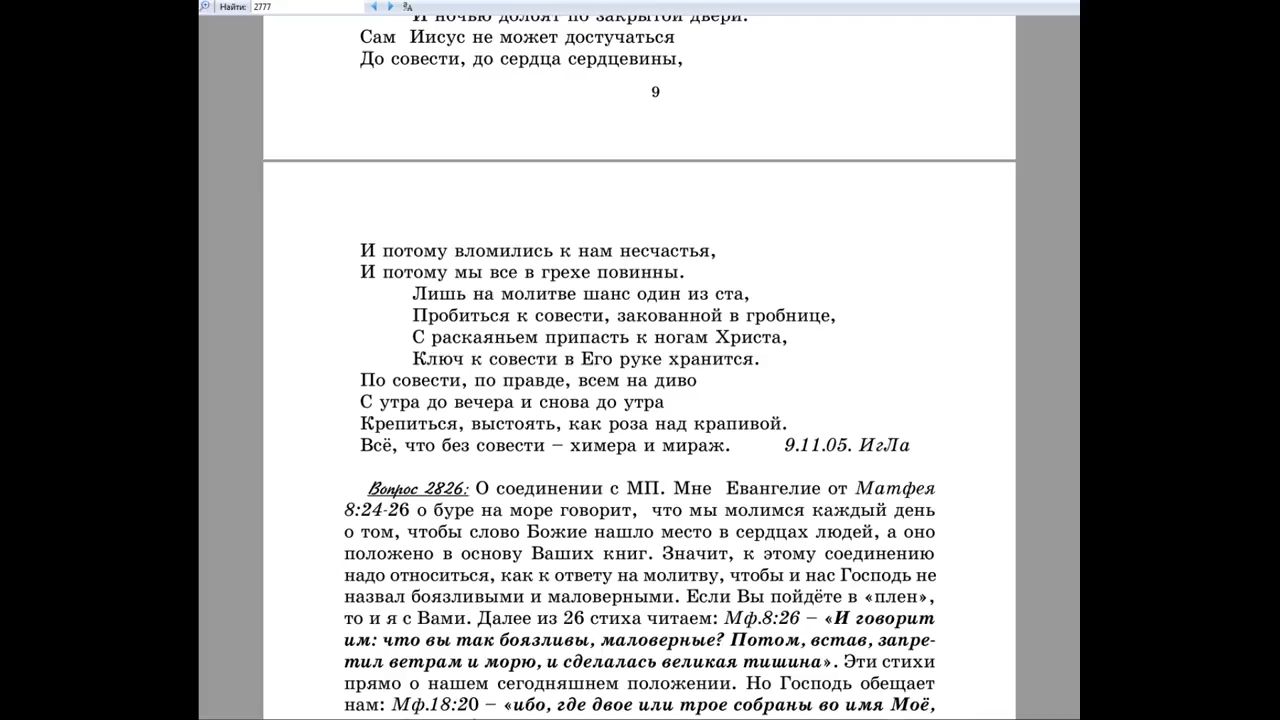 Найти: 2777
И ночью долбят по закрытой двери.
Сам Иисус не может достучаться
До совести, до сердца сердцевины,
9
И потому вломились к нам несчастья,
И потому мы все в грехе повинны.
Лишь на молитве шанс один из ста,
Пробиться к совести, закованной в гробнице,
С раскаяньем припасть к ногам Христа,
Ключ к совести в Его руке хранится.
По совести, по правде, всем на диво
С утра до вечера и снова до утра
Крепиться, выстоять, как роза над крапивой.
Всё, что без совести – химера и мираж. 9.11.05. ИгЛа
Вопрос 2826: О соединении с МП. Мне Евангелие от Матфея
8:24-26 о буре на море говорит, что мы молимся каждый день
о том, чтобы слово Божие нашло место в сердцах людей, а оно
положено в основу Ваших книг. Значит, к этому соединению
надо относиться, как к ответу на молитву, чтобы и нас Господь не
назвал боязливыми и маловерными. Если Вы пойдёте в «плен»,
то и я с Вами. Далее из 26 стиха читаем: Мф.8:26 – «И говорит
им: что вы так боязливы, маловерные? Потом, встав, запре-
тил ветрам и морю, и сделалась великая тишина». Эти стихи
прямо о нашем сегодняшнем положении. Но Господь обещает
нам: Мф.18:20 – «ибо, где двое или трое собраны во имя Моё,